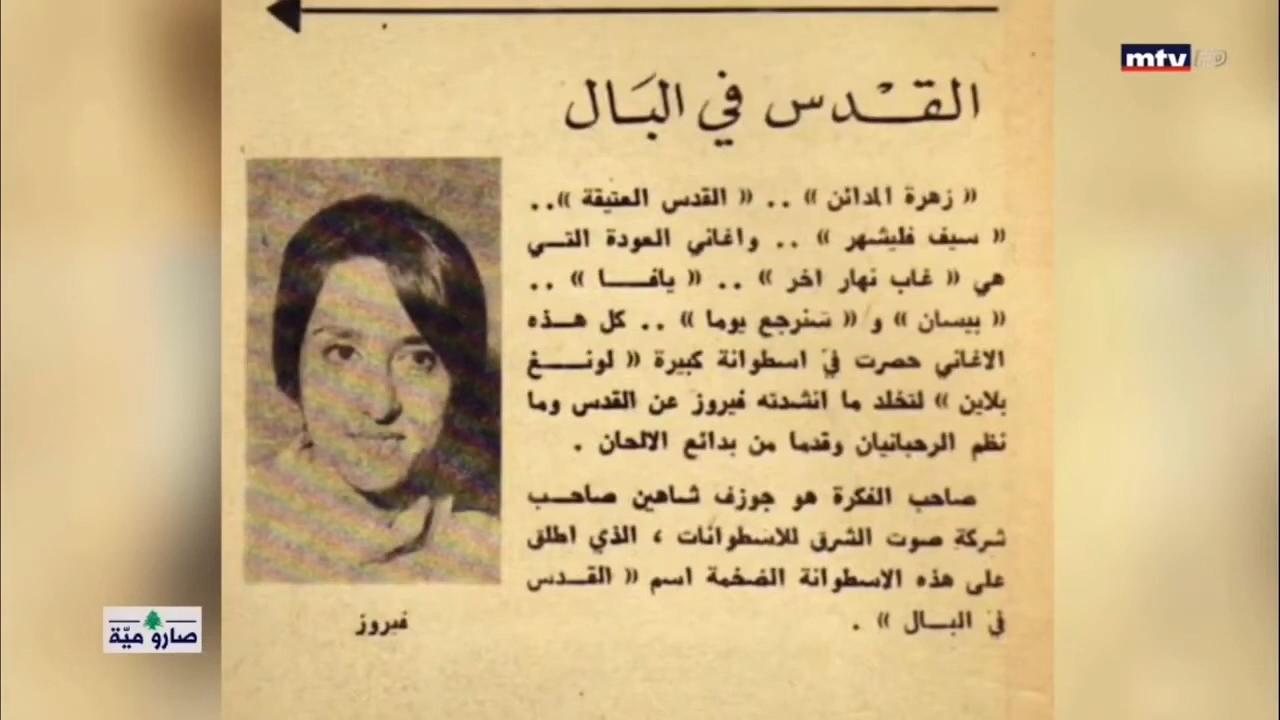 mtv HD
القدس في البال
« زهرة المدائن » .. « القدس العتيقة » ..
« سيف فليشهر » .. واغاني العودة التي
هي « غاب نهار اخر » .. « يافا » ..
« بيسان » و « سنرجع يوما » .. كل هذه
الاغاني حصرت في اسطوانة كبيرة « لونغ
بلاين » لتخلد ما انشدته فيروز عن القدس وما
نظم الرحبانيان وقدما من بدائع الالحان .
صاحب الفكرة هو جوزف شاهين صاحب
شركة صوت الشرق للاسطوانات ، الذي اطلق
على هذه الاسطوانة الضخمة اسم « القدس
في البال » .
فيروز
صارو ميّة